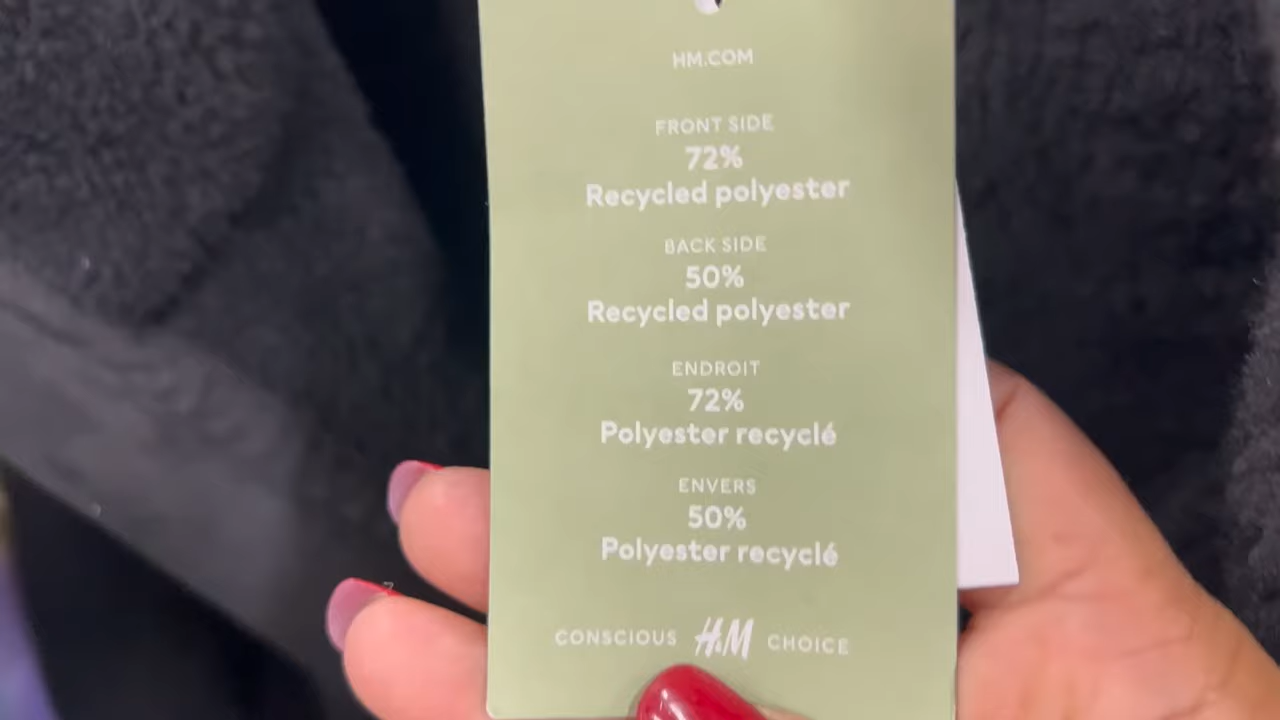 HM.COM
FRONT SIDE
72%
Recycled polyester
BACK SIDE
50%
Recycled polyester
ENDROIT
72%
Polyester recyclé
ENVERS
50%
Polyester recyclé
CONSCIOUS H&M CHOICE